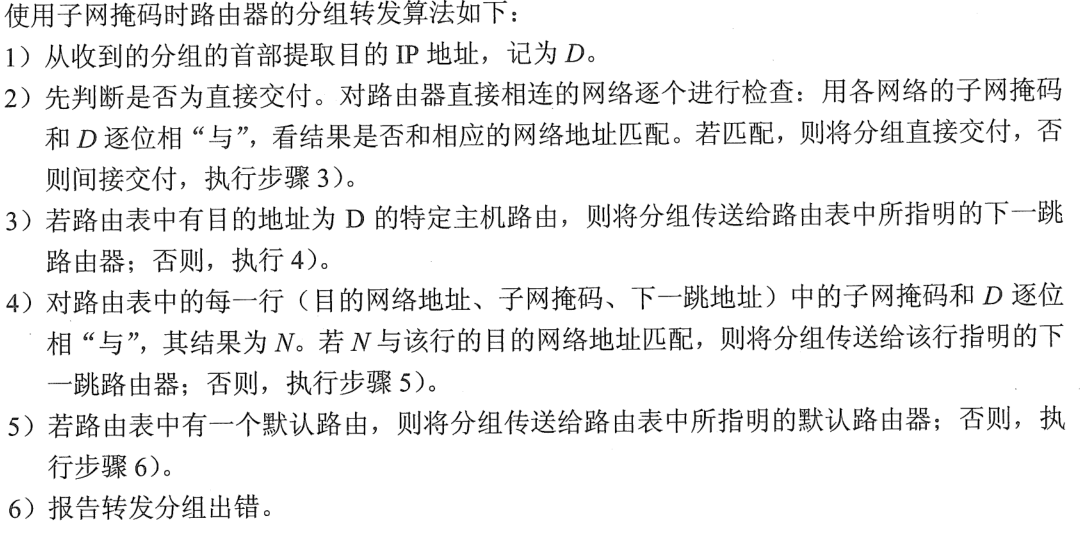 使用子网掩码时路由器的分组转发算法如下：
1）从收到的分组的首部提取目的 IP 地址，记为 D。
2）先判断是否为直接交付。对路由器直接相连的网络逐个进行检查：用各网络的子网掩码
和 D 逐位相“与”，看结果是否和相应的网络地址匹配。若匹配，则将分组直接交付，否
则间接交付，执行步骤 3）。
3）若路由表中有目的地址为 D 的特定主机路由，则将分组传送给路由表中所指明的下一跳
路由器；否则，执行 4）。
4）对路由表中的每一行（目的网络地址、子网掩码、下一跳地址）中的子网掩码和 D 逐位
相“与”，其结果为 N。若 N 与该行的目的网络地址匹配，则将分组传送给该行指明的下
一跳路由器；否则，执行步骤 5）。
5）若路由表中有一个默认路由，则将分组传送给路由表中所指明的默认路由器；否则，执
行步骤 6）。
6）报告转发分组出错。